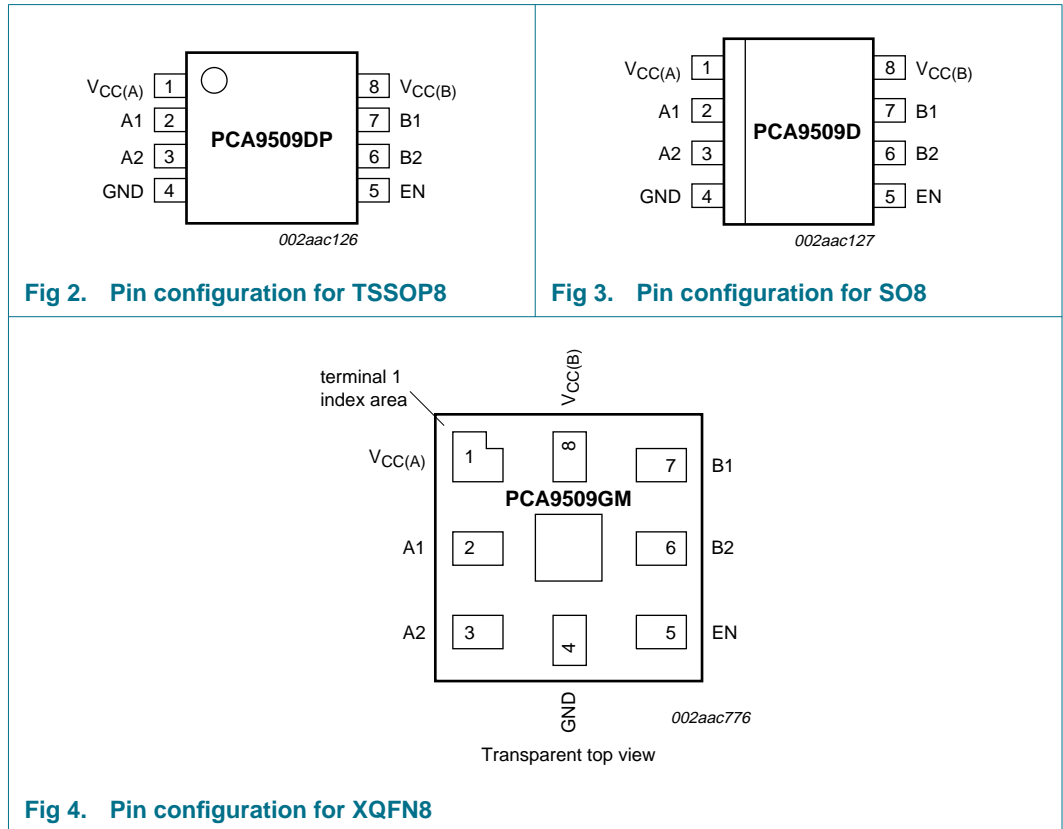 VCC(A) 1 8 VCC(B)
A1 2 7 B1
PCA9509DP
A2 3 6 B2
GND 4 5 EN
002aac126
Fig 2. Pin configuration for TSSOP8
VCC(A) 1 8 VCC(B)
A1 2 7 B1
PCA9509D
A2 3 6 B2
GND 4 5 EN
002aac127
Fig 3. Pin configuration for SO8
terminal 1
index area
VCC(B)
VCC(A) 1 8 7 B1
PCA9509GM
A1 2 6 B2
A2 3 4 5 EN
GND
002aac776
Transparent top view
Fig 4. Pin configuration for XQFN8